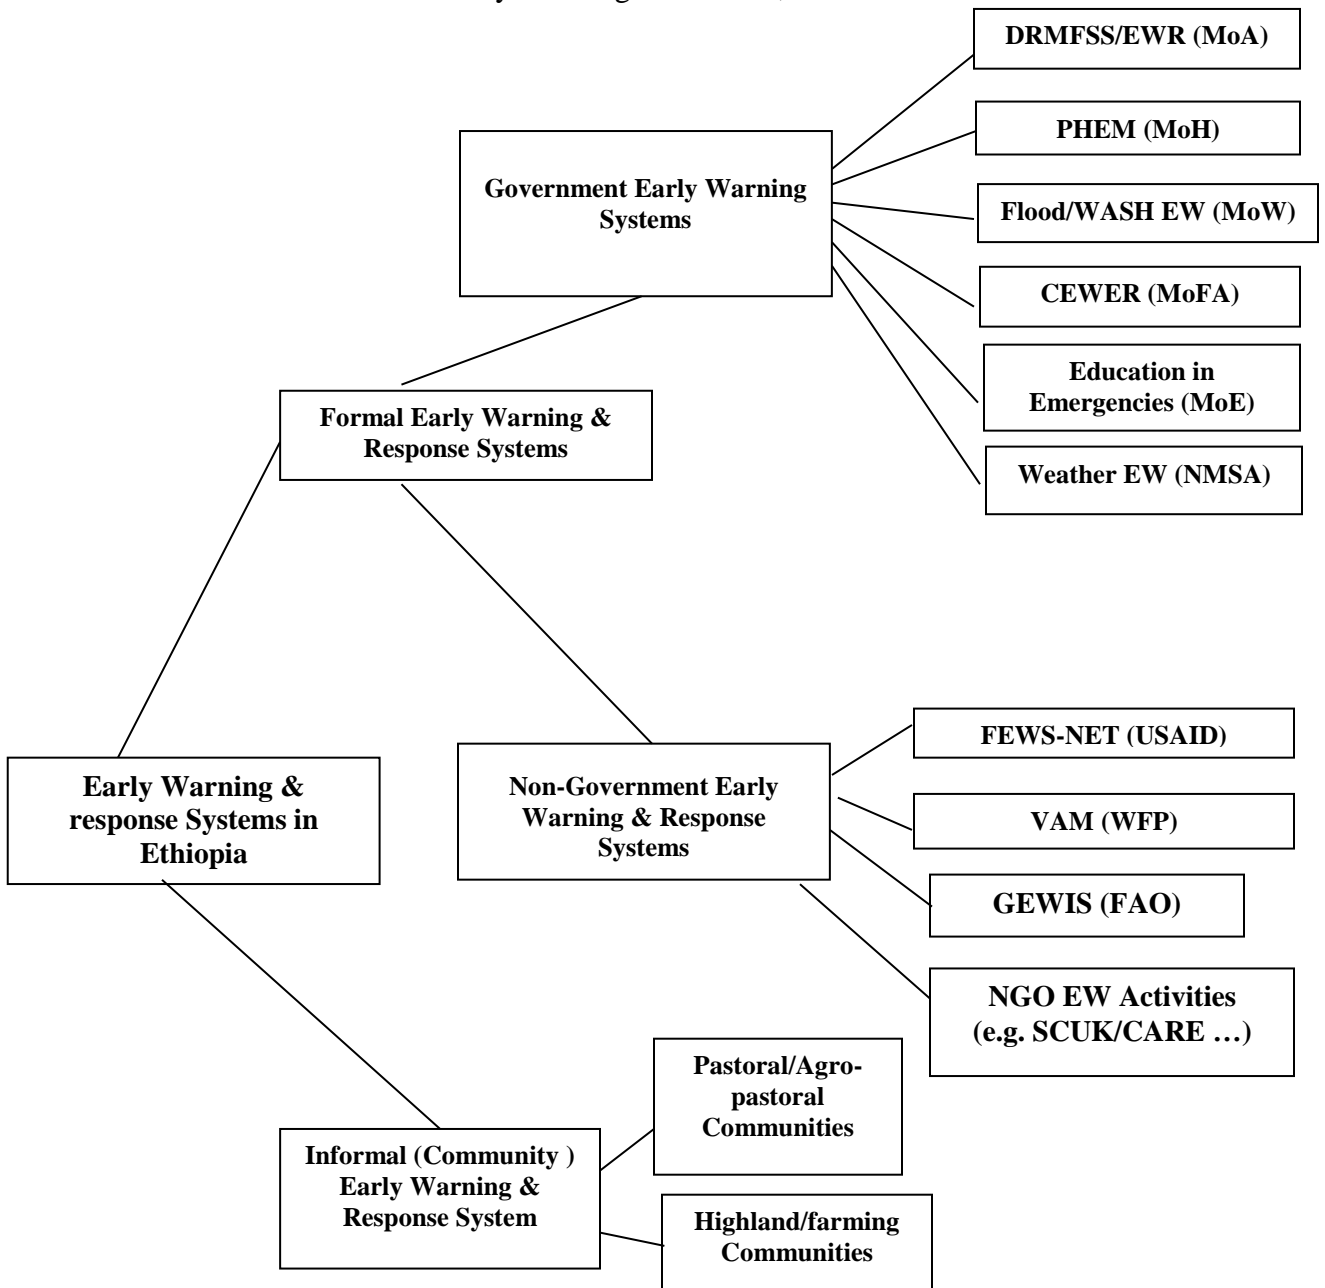 DRMFSS/EWR (MoA)
PHEM (MoH)
Government Early Warning
Systems
Flood/WASH EW (MoW)
CEWER (MoFA)
Education in
Emergencies (MoE)
Formal Early Warning &
Response Systems
Weather EW (NMSA)
FEWS-NET (USAID)
Early Warning &
response Systems in
Ethiopia
Non-Government Early
Warning & Response
Systems
VAM (WFP)
GEWIS (FAO)
NGO EW Activities
(e.g. SCUK/CARE …)
Pastoral/Agro-
pastoral
Communities
Informal (Community )
Early Warning &
Response System
Highland/farming
Communities